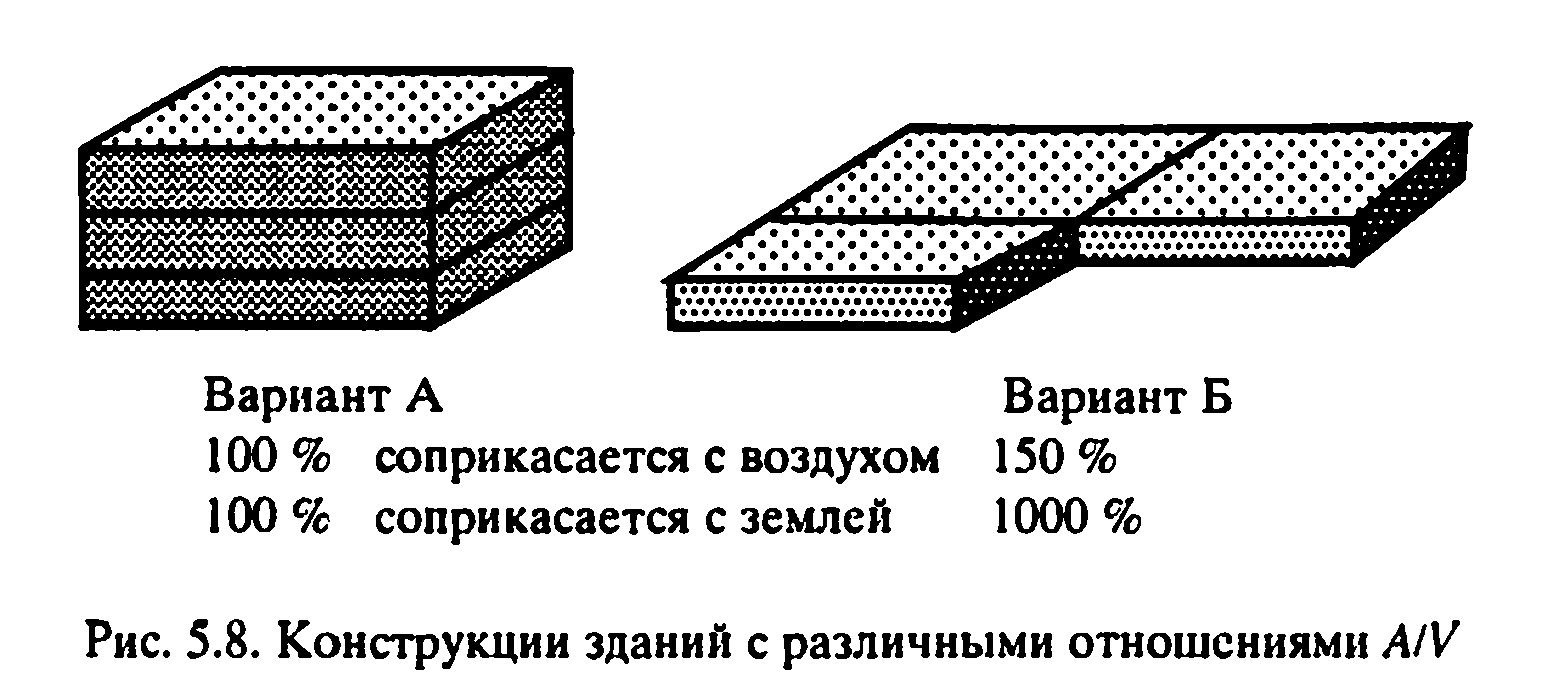 Вариант А Вариант Б
100 % соприкасается с воздухом 150 %
100 % соприкасается с землей 1000 %
Рис. 5.8. Конструкции зданий с различными отношениями A/V